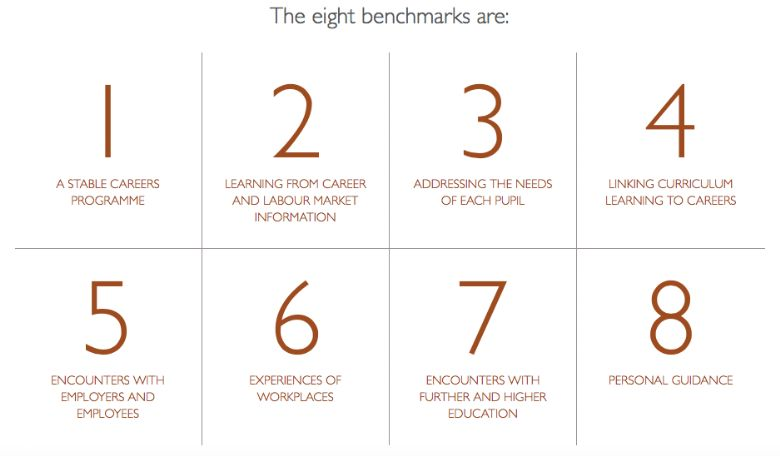 The eight benchmarks are:
1
A STABLE CAREERS
PROGRAMME
2
LEARNING FROM CAREER
AND LABOUR MARKET
INFORMATION
3
ADDRESSING THE NEEDS
OF EACH PUPIL
4
LINKING CURRICULUM
LEARNING TO CAREERS
5
ENCOUNTERS WITH
EMPLOYERS AND
EMPLOYEES
6
EXPERIENCES OF
WORKPLACES
7
ENCOUNTERS WITH
FURTHER AND HIGHER
EDUCATION
8
PERSONAL GUIDANCE